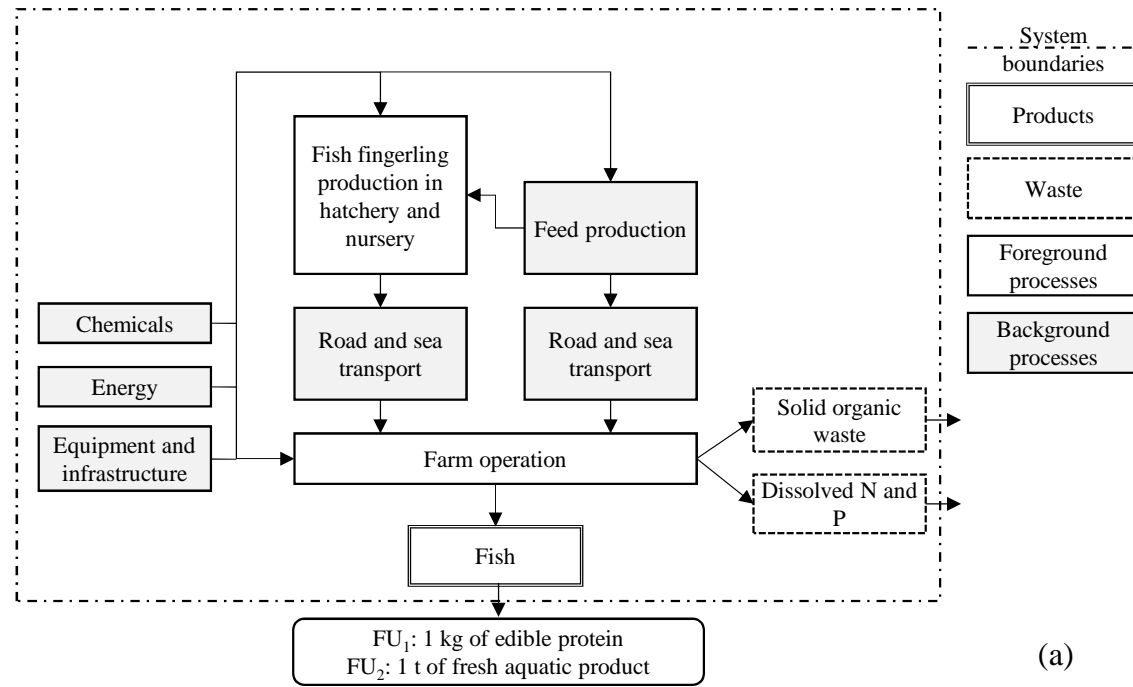 System
boundaries
Products
Waste
Foreground
processes
Background
processes
Fish fingerling
production in
hatchery and
nursery
Feed production
Chemicals
Energy
Equipment and
infrastructure
Road and sea
transport
Road and sea
transport
Farm operation
Solid organic
waste
Dissolved N and
P
Fish
FU₁: 1 kg of edible protein
FU₂: 1 t of fresh aquatic product
(a)